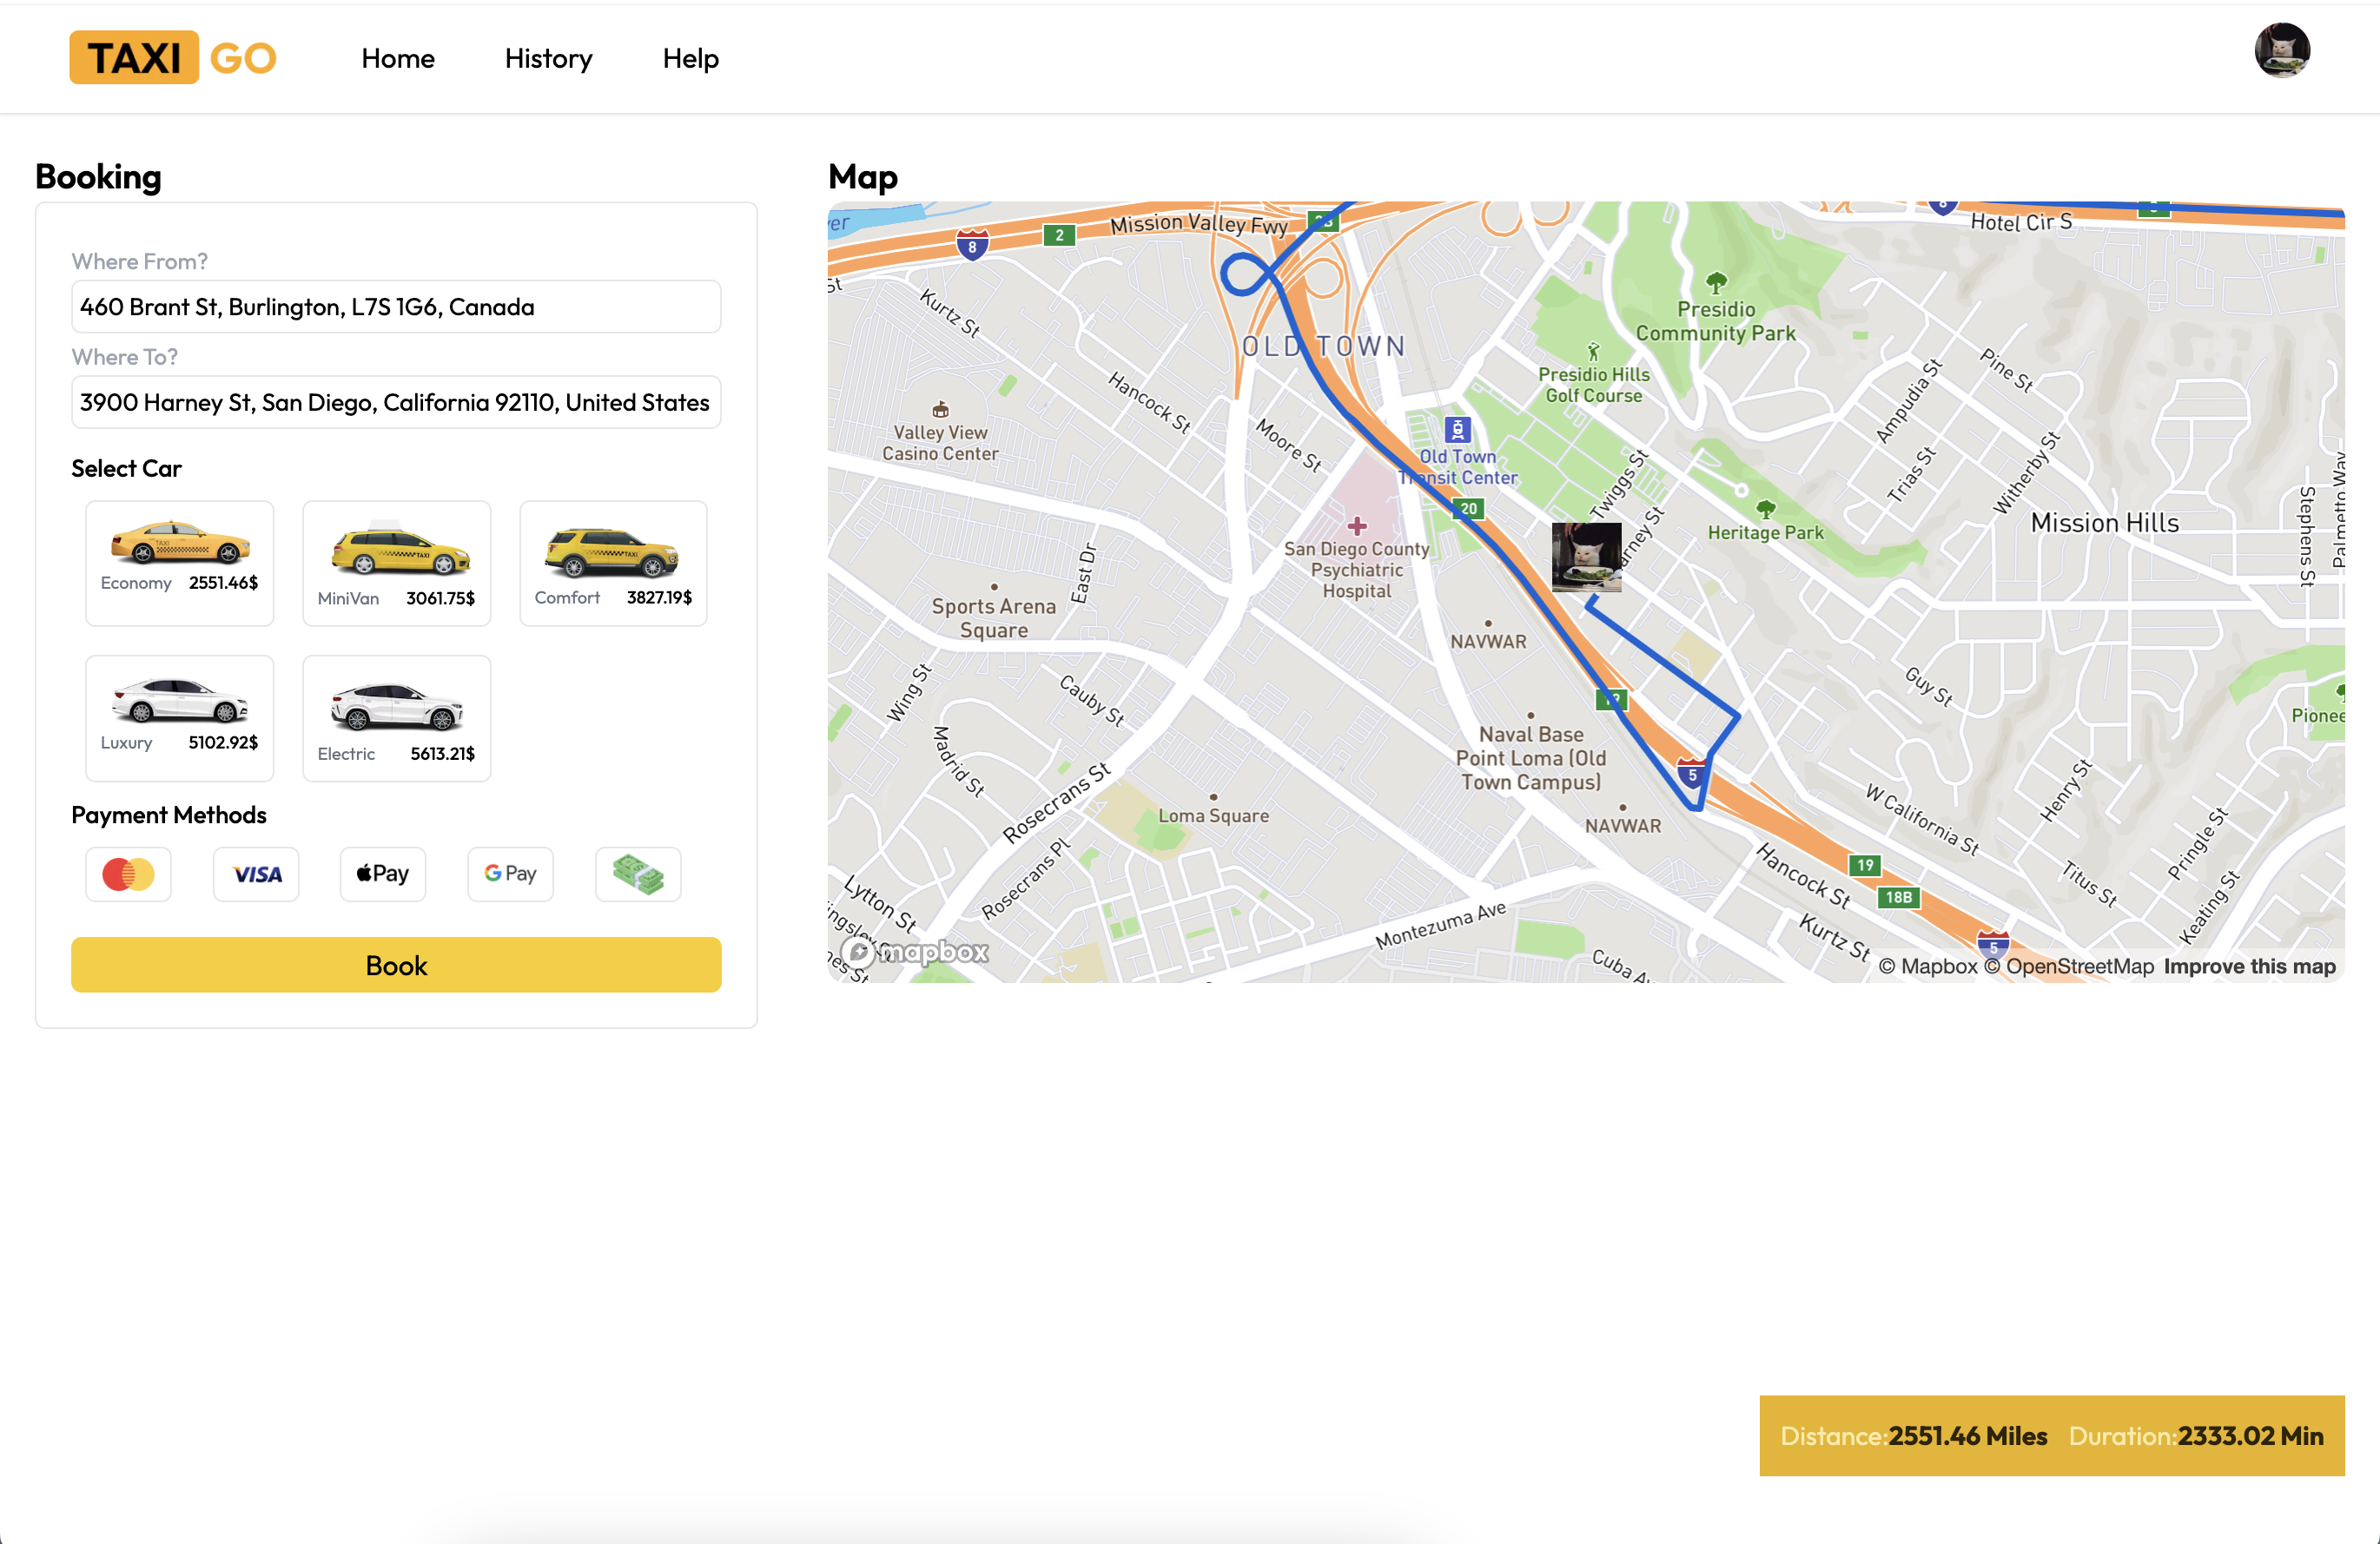 TAXI GO
Home
History
Help
Booking
Where From?
460 Brant St, Burlington, L7S 1G6, Canada
Where To?
3900 Harney St, San Diego, California 92110, United States
Select Car
TAXI
Economy 2551.46$
TAXI
MiniVan 3061.75$
TAXI
Comfort 3827.19$
Luxury 5102.92$
Electric 5613.21$
Payment Methods
VISA
Pay
G Pay
Book
Map
8
2
Mission Valley Fwy
8
Hotel Cir S
St
Kurtz St
OLD TOWN
Presidio
Community Park
Presidio Hills
Golf Course
Pine St
Ampudia St
Hancock St
Valley View
Casino Center
Moore St
Old Town
Transit Center
Twiggs St
Trias St
Witherby St
Stephens St
Palmetto Way
20
Heritage Park
Mission Hills
San Diego County
Psychiatric
Hospital
East Dr
Sports Arena
Square
NAVWAR
Wing St
Cauby St
Guy St
Madrid St
Naval Base
Point Loma (Old
Town Campus)
5
Rosecrans St
Loma Square
NAVWAR
W California St
Henry St
Pringle St
Hancock St
19
18B
Titus St
Keating St
Lytton St
Rosecrans Pl
Montezuma Ave
Kurtz St
5
mapbox
© Mapbox © OpenStreetMap Improve this map
Distance:2551.46 Miles Duration:2333.02 Min